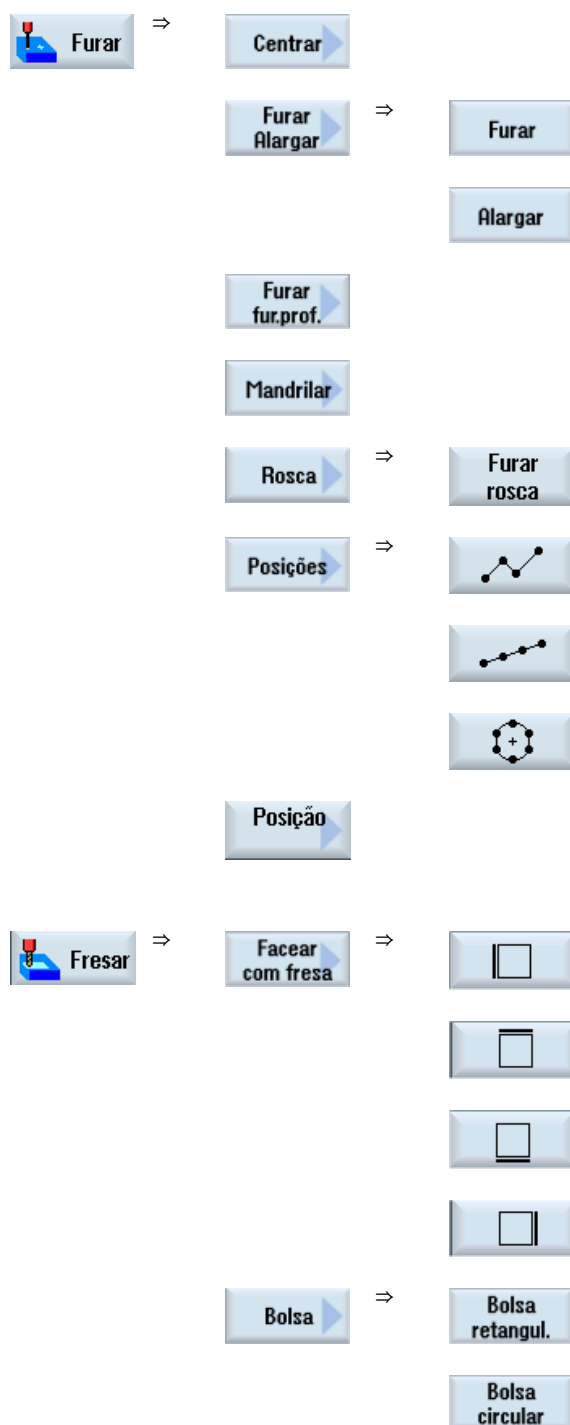 Furar ⇒ Centrar
Furar
Alargar ⇒ Furar
Alargar
Furar
fur.prof.
Mandrilar
Rosca ⇒ Furar
rosca
Posições ⇒
Posição
Fresar ⇒ Facear
com fresa ⇒
Bolsa ⇒ Bolsa
retangul.
Bolsa
circular